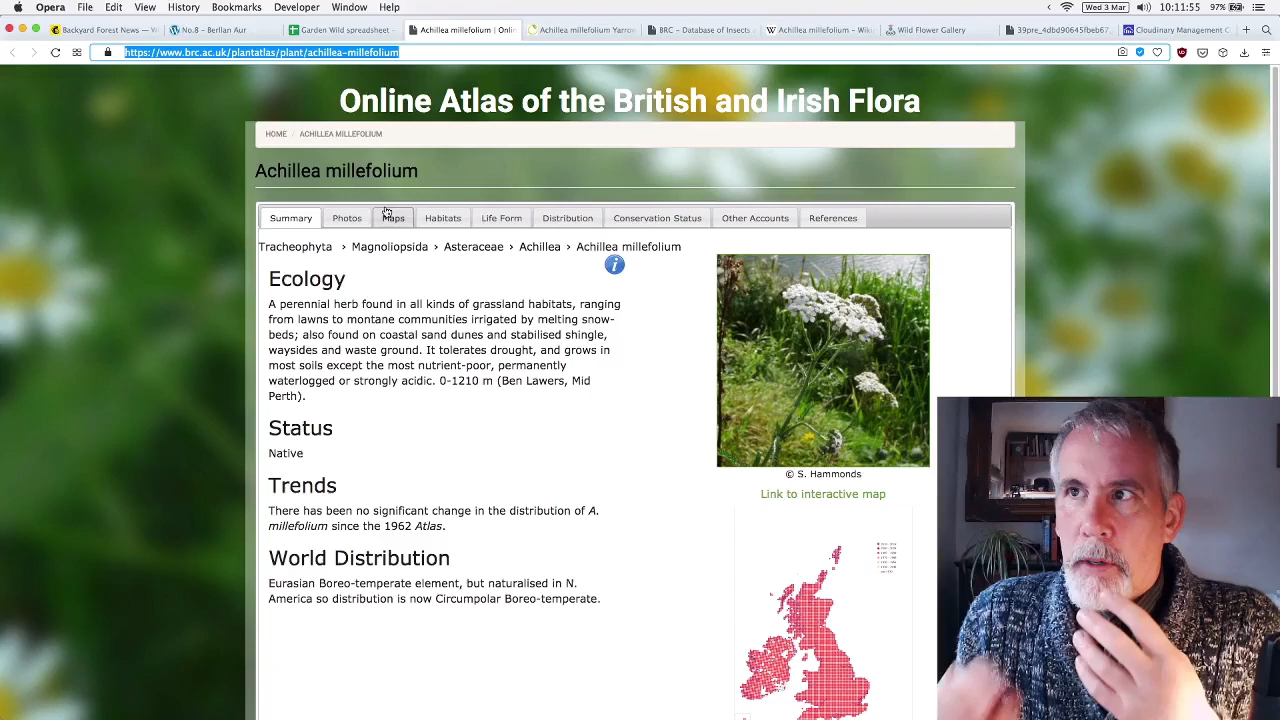 Opera File Edit View History Bookmarks Developer Window Help Wed 3 Mar 10:11:55 97%
Backyard Forest News — No.8 – Berllan Aur Garden Wild spreadsheet - Achillea millefolium | Onlin Achillea millefolium Yarrow BRC – Database of Insects Achillea millefolium - Wiki Wild Flower Gallery 39pre_4dbd90645fbeb67 Cloudinary Management C
https://www.brc.ac.uk/plantatlas/plant/achillea-millefolium
Online Atlas of the British and Irish Flora
HOME / ACHILLEA MILLEFOLIUM
Achillea millefolium
Summary Photos Maps Habitats Life Form Distribution Conservation Status Other Accounts References
Tracheophyta › Magnoliopsida › Asteraceae › Achillea › Achillea millefolium
i
Ecology
A perennial herb found in all kinds of grassland habitats, ranging
from lawns to montane communities irrigated by melting snow-
beds; also found on coastal sand dunes and stabilised shingle,
waysides and waste ground. It tolerates drought, and grows in
most soils except the most nutrient-poor, permanently
waterlogged or strongly acidic. 0-1210 m (Ben Lawers, Mid
Perth).
Status
Native
Trends
There has been no significant change in the distribution of A.
millefolium since the 1962 Atlas.
World Distribution
Eurasian Boreo-temperate element, but naturalised in N.
America so distribution is now Circumpolar Boreo-temperate.
© S. Hammonds
Link to interactive map